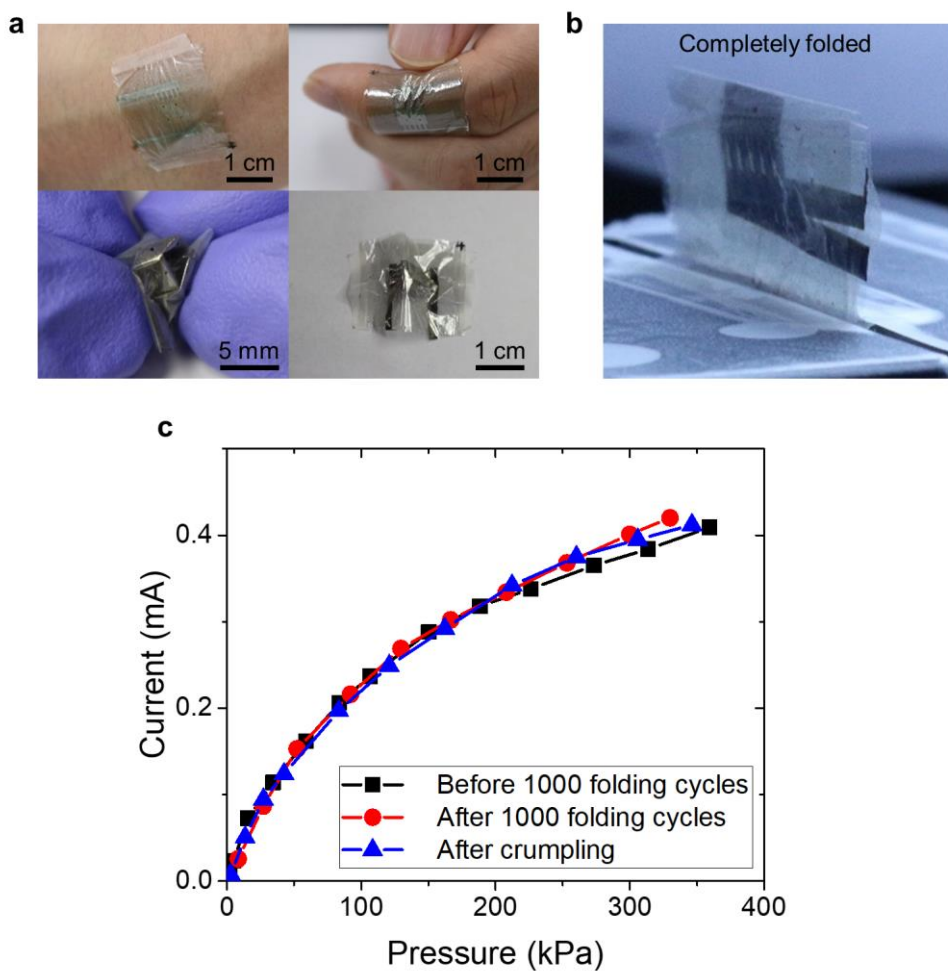 a
1 cm
1 cm
5 mm
1 cm
b
Completely folded
c
Current (mA)
0.4
0.2
0.0
Before 1000 folding cycles
After 1000 folding cycles
After crumpling
0
100
200
300
400
Pressure (kPa)